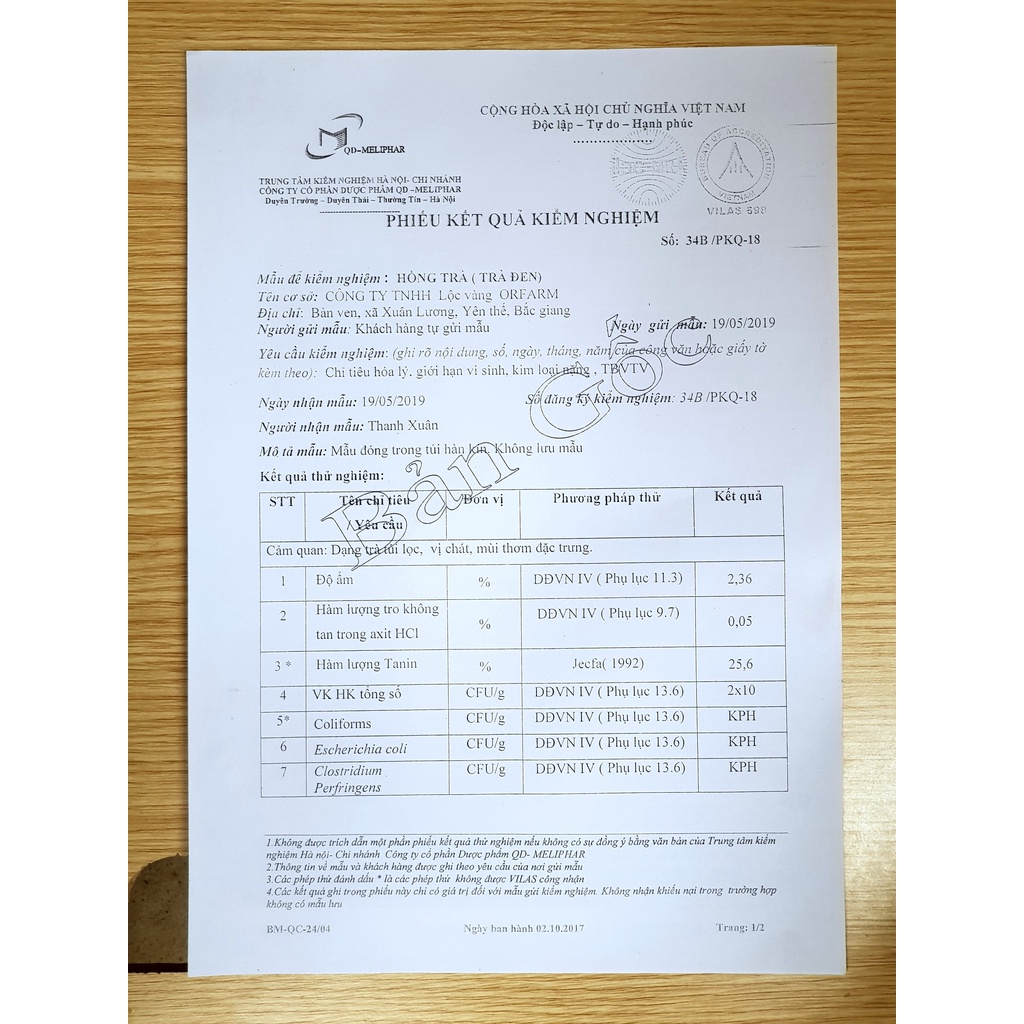 CỘNG HÒA XÃ HỘI CHỦ NGHĨA VIỆT NAM
Độc lập – Tự do – Hạnh phúc
QD-MELIPHAR
BUREAU OF ACCREDITATION
VIETNAM
VILAS 698
TRUNG TÂM KIỂM NGHIỆM HÀ NỘI- CHI NHÁNH
CÔNG TY CỔ PHẦN DƯỢC PHẨM QD –MELIPHAR
Duyên Trường – Duyên Thái – Thường Tín – Hà Nội
PHIẾU KẾT QUẢ KIỂM NGHIỆM
Số: 34B /PKQ-18
Mẫu để kiểm nghiệm : HỒNG TRÀ ( TRÀ ĐEN)
Tên cơ sở: CÔNG TY TNHH Lộc vàng ORFARM
Địa chỉ: Bản ven, xã Xuân Lương, Yên thế, Bắc giang
Người gửi mẫu: Khách hàng tự gửi mẫu Ngày gửi mẫu: 19/05/2019
Yêu cầu kiểm nghiệm: (ghi rõ nội dung, số, ngày, tháng, năm của công văn hoặc giấy tờ
kèm theo): Chỉ tiêu hóa lý, giới hạn vi sinh, kim loại nặng , TBVTV
Ngày nhận mẫu: 19/05/2019 Số đăng ký kiểm nghiệm: 34B /PKQ-18
Người nhận mẫu: Thanh Xuân
Mô tả mẫu: Mẫu đóng trong túi hàn kín. Không lưu mẫu
Kết quả thử nghiệm:
Bản Gốc
STT Tên chỉ tiêu Đơn vị Phương pháp thử Kết quả
/ Yêu cầu
Cảm quan: Dạng trà túi lọc, vị chát, mùi thơm đặc trưng.
1 Độ ẩm % DĐVN IV ( Phụ lục 11.3) 2,36
2 Hàm lượng tro không % DĐVN IV ( Phụ lục 9.7) 0,05
tan trong axit HCl
3 * Hàm lượng Tanin % Jecfa( 1992) 25,6
4 VK HK tổng số CFU/g DĐVN IV ( Phụ lục 13.6) 2x10
5* Coliforms CFU/g DĐVN IV ( Phụ lục 13.6) KPH
6 Escherichia coli CFU/g DĐVN IV ( Phụ lục 13.6) KPH
7 Clostridium CFU/g DĐVN IV ( Phụ lục 13.6) KPH
Perfringens
1.Không được trích dẫn một phần phiếu kết quả thử nghiệm nếu không có sự đồng ý bằng văn bản của Trung tâm kiểm
nghiệm Hà Nội- Chi nhánh Công ty cổ phần Dược phẩm QD- MELIPHAR
2.Thông tin về mẫu và khách hàng được ghi theo yêu cầu của nơi gửi mẫu
3.Các phép thử đánh dấu * là các phép thử không được VILAS công nhận
4.Các kết quả ghi trong phiếu này chỉ có giá trị đối với mẫu gửi kiểm nghiệm. Không nhận khiếu nại trong trường hợp
không có mẫu lưu
BM-QC-24/04 Ngày ban hành 02.10.2017 Trang: 1/2